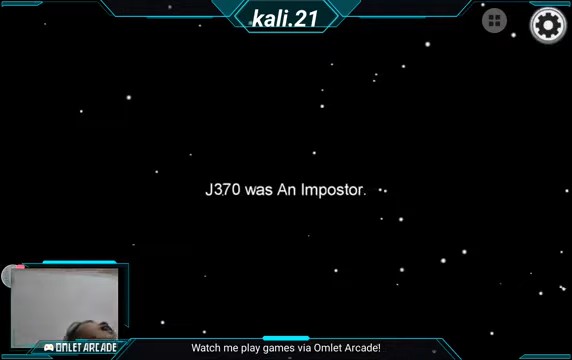 kali.21
J370 was An Impostor.
OMLET ARCADE
Watch me play games via Omlet Arcade!